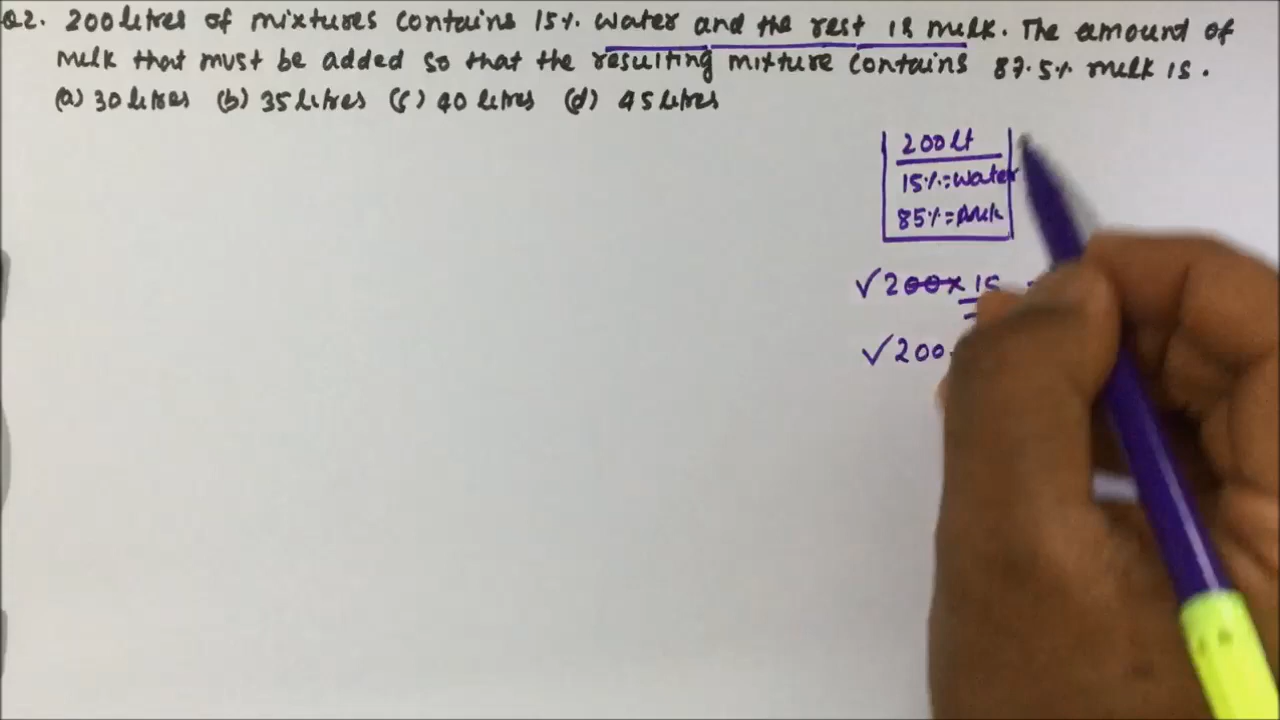 Q2. 200 litres of mixtures contains 15% water and the rest is milk. The amount of
milk that must be added so that the resulting mixture contains 87.5% milk is.
(a) 30 litres (b) 35 litres (c) 40 litres (d) 45 litres
200 lt
15% = water
85% = milk
✓ 200 × 15
✓ 200